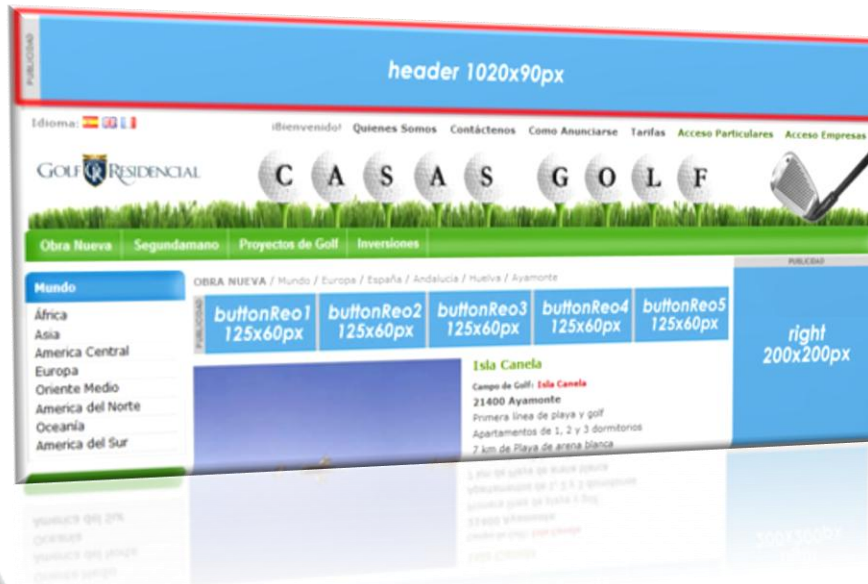 PUBLICIDAD
header 1020x90px
Idioma:
¡Bienvenido! Quienes Somos Contáctenos Como Anunciarse Tarifas Acceso Particulares Acceso Empresas
GOLF GR RESIDENCIAL
CASAS GOLF
Obra Nueva Segundamano Proyectos de Golf Inversiones
PUBLICIDAD
Mundo
África
Asia
America Central
Europa
Oriente Medio
America del Norte
Oceanía
America del Sur
OBRA NUEVA / Mundo / Europa / España / Andalucia / Huelva / Ayamonte
PUBLICIDAD
buttonReo1 125x60px
buttonReo2 125x60px
buttonReo3 125x60px
buttonReo4 125x60px
buttonReo5 125x60px
right
200x200px
Isla Canela
Campo de Golf: Isla Canela
21400 Ayamonte
Primera línea de playa y golf
Apartamentos de 1, 2 y 3 dormitorios
7 km de Playa de arena blanca